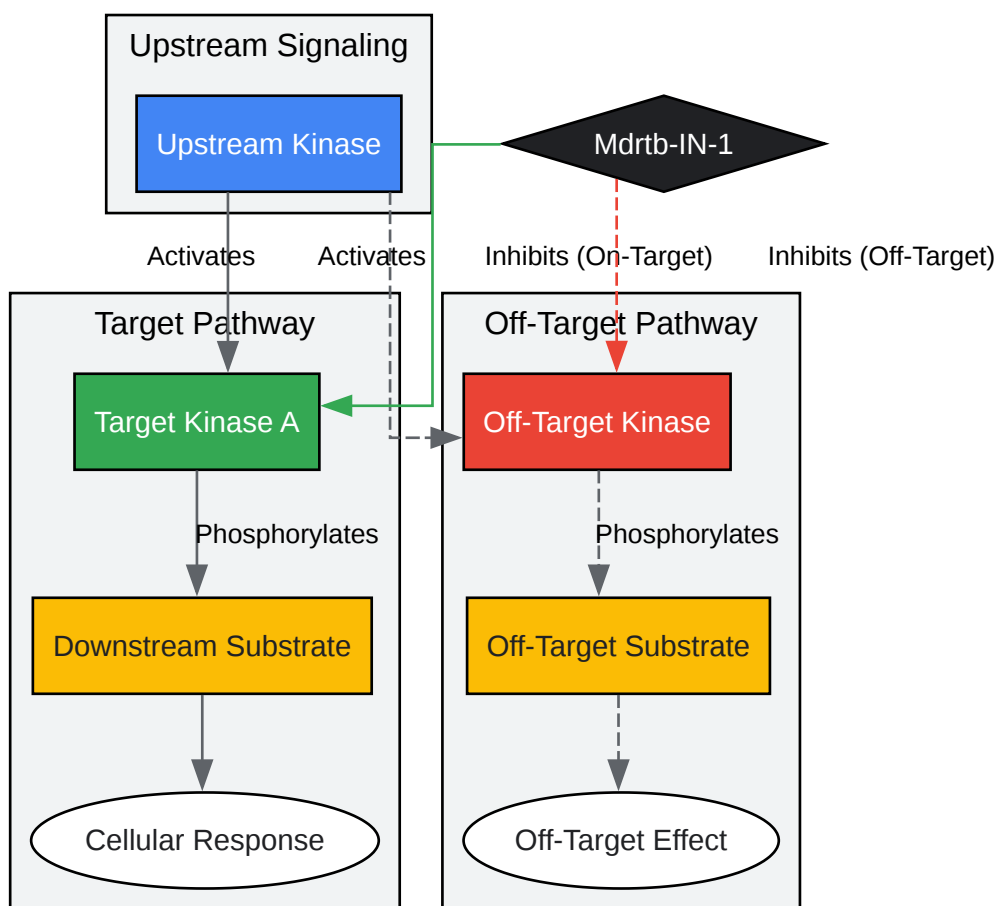 Upstream Signaling
Upstream Kinase
Mdrtb-IN-1
Activates
Activates
Inhibits (On-Target)
Inhibits (Off-Target)
Target Pathway
Off-Target Pathway
Target Kinase A
Off-Target Kinase
Phosphorylates
Phosphorylates
Downstream Substrate
Off-Target Substrate
Cellular Response
Off-Target Effect